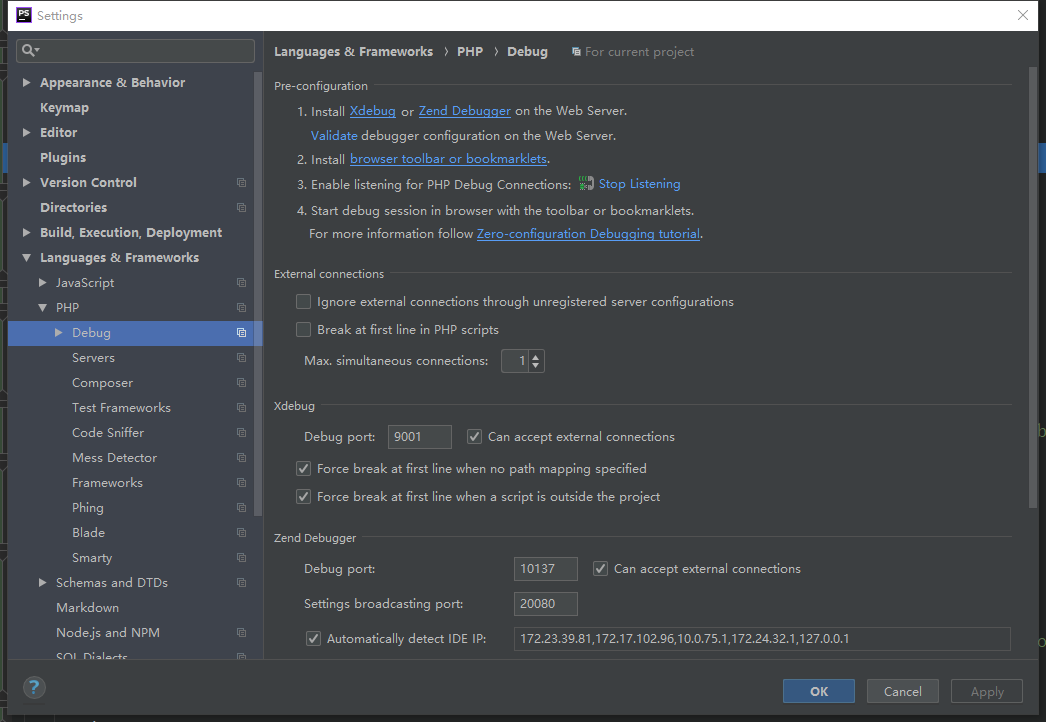 PS Settings
Appearance & Behavior
Keymap
Editor
Plugins
Version Control
Directories
Build, Execution, Deployment
Languages & Frameworks
JavaScript
PHP
Debug
Servers
Composer
Test Frameworks
Code Sniffer
Mess Detector
Frameworks
Phing
Blade
Smarty
Schemas and DTDs
Markdown
Node.js and NPM
SQL Dialects
Languages & Frameworks › PHP › Debug For current project
Pre-configuration
1. Install Xdebug or Zend Debugger on the Web Server.
Validate debugger configuration on the Web Server.
2. Install browser toolbar or bookmarklets.
3. Enable listening for PHP Debug Connections: Stop Listening
4. Start debug session in browser with the toolbar or bookmarklets.
For more information follow Zero-configuration Debugging tutorial.
External connections
Ignore external connections through unregistered server configurations
Break at first line in PHP scripts
Max. simultaneous connections: 1
Xdebug
Debug port: 9001 Can accept external connections
Force break at first line when no path mapping specified
Force break at first line when a script is outside the project
Zend Debugger
Debug port: 10137 Can accept external connections
Settings broadcasting port: 20080
Automatically detect IDE IP: 172.23.39.81,172.17.102.96,10.0.75.1,172.24.32.1,127.0.0.1
? OK Cancel Apply